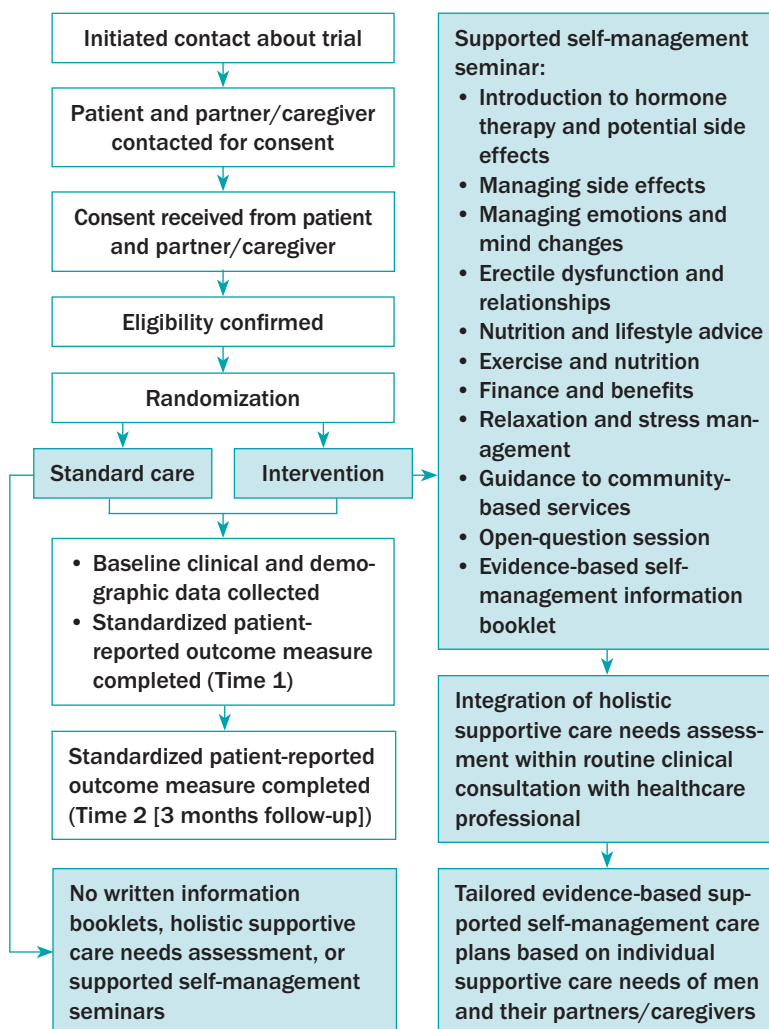 Initiated contact about trial
Patient and partner/caregiver
contacted for consent
Consent received from patient
and partner/caregiver
Eligibility confirmed
Randomization
Standard care
Intervention
• Baseline clinical and demo-
graphic data collected
• Standardized patient-
reported outcome measure
completed (Time 1)
Standardized patient-reported
outcome measure completed
(Time 2 [3 months follow-up])
No written information
booklets, holistic supportive
care needs assessment, or
supported self-management
seminars
Supported self-management
seminar:
• Introduction to hormone
therapy and potential side
effects
• Managing side effects
• Managing emotions and
mind changes
• Erectile dysfunction and
relationships
• Nutrition and lifestyle advice
• Exercise and nutrition
• Finance and benefits
• Relaxation and stress man-
agement
• Guidance to community-
based services
• Open-question session
• Evidence-based self-
management information
booklet
Integration of holistic
supportive care needs assess-
ment within routine clinical
consultation with healthcare
professional
Tailored evidence-based sup-
ported self-management care
plans based on individual
supportive care needs of men
and their partners/caregivers